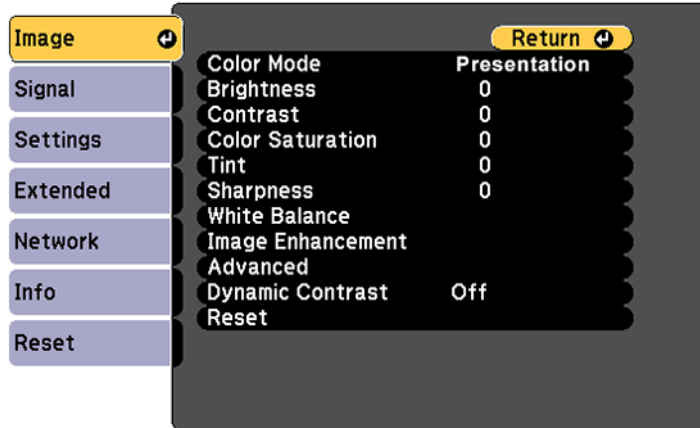 Image
Signal
Settings
Extended
Network
Info
Reset
Return
Color Mode Presentation
Brightness 0
Contrast 0
Color Saturation 0
Tint 0
Sharpness 0
White Balance
Image Enhancement
Advanced
Dynamic Contrast Off
Reset